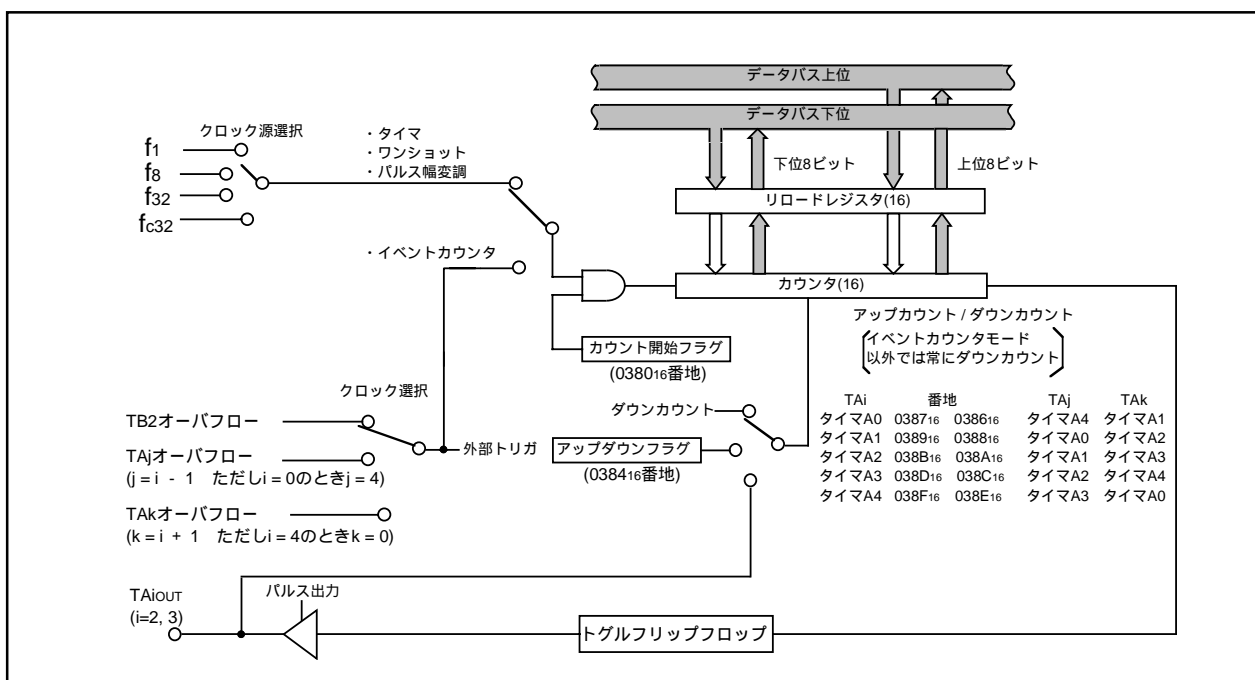 データバス上位
データバス下位
クロック源選択
・タイマ
・ワンショット
・パルス幅変調
f1
f8
f32
fC32
下位8ビット
上位8ビット
リロードレジスタ(16)
・イベントカウンタ
カウンタ(16)
アップカウント / ダウンカウント
イベントカウンタモード
以外では常にダウンカウント
カウント開始フラグ
(038016番地)
クロック選択
TB2オーバフロー
外部トリガ
TAjオーバフロー
(j = i - 1 ただしi = 0のときj = 4)
TAkオーバフロー
(k = i + 1 ただしi = 4のときk = 0)
ダウンカウント
アップダウンフラグ
(038416番地)
TAi 番地 TAj TAk
タイマA0 038716 038616 タイマA4 タイマA1
タイマA1 038916 038816 タイマA0 タイマA2
タイマA2 038B16 038A16 タイマA1 タイマA3
タイマA3 038D16 038C16 タイマA2 タイマA4
タイマA4 038F16 038E16 タイマA3 タイマA0
TAiOUT
(i=2, 3)
パルス出力
トグルフリップフロップ